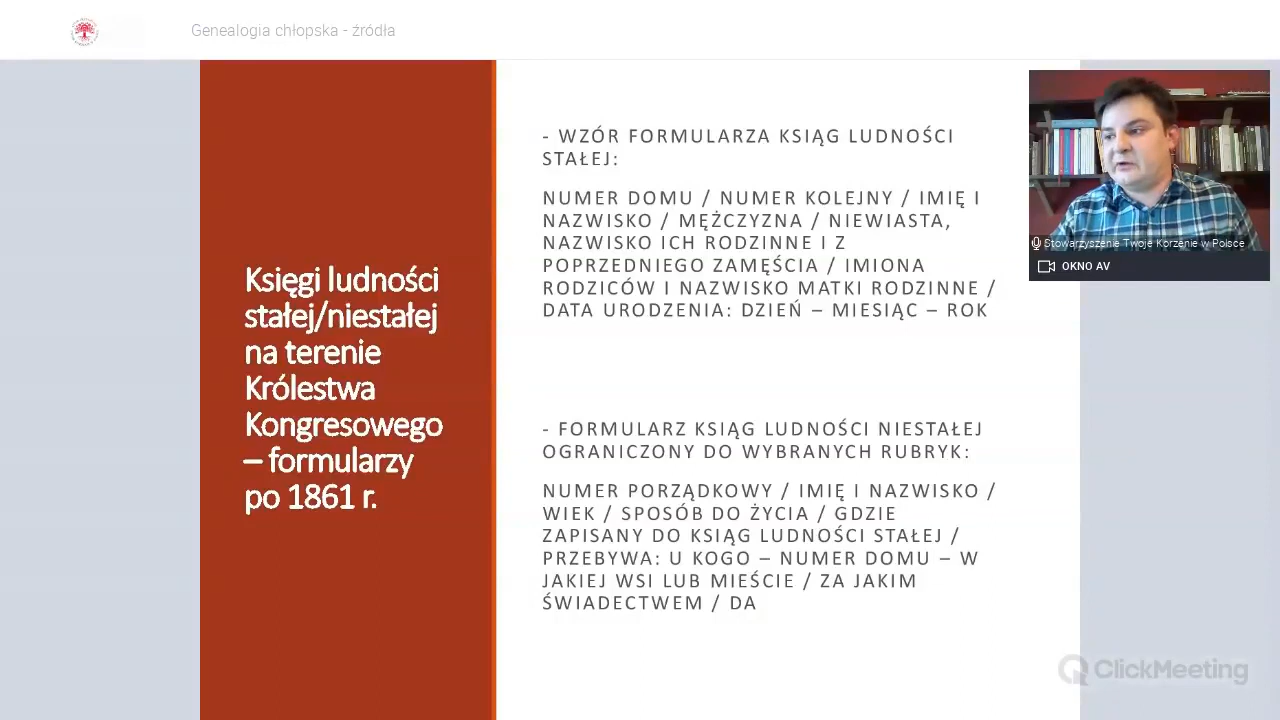 Genealogia chłopska - źródła
Księgi ludności
stałej/niestałej
na terenie
Królestwa
Kongresowego
– formularzy
po 1861 r.
- WZÓR FORMULARZA KSIĄG LUDNOŚCI
STAŁEJ:
NUMER DOMU / NUMER KOLEJNY / IMIĘ I
NAZWISKO / MĘŻCZYZNA / NIEWIASTA,
NAZWISKO ICH RODZINNE I Z
POPRZEDNIEGO ZAMĘŚCIA / IMIONA
RODZICÓW I NAZWISKO MATKI RODZINNE /
DATA URODZENIA: DZIEŃ – MIESIĄC – ROK
- FORMULARZ KSIĄG LUDNOŚCI NIESTAŁEJ
OGRANICZONY DO WYBRANYCH RUBRYK:
NUMER PORZĄDKOWY / IMIĘ I NAZWISKO /
WIEK / SPOSÓB DO ŻYCIA / GDZIE
ZAPISANY DO KSIĄG LUDNOŚCI STAŁEJ /
PRZEBYWA: U KOGO – NUMER DOMU – W
JAKIEJ WSI LUB MIEŚCIE / ZA JAKIM
ŚWIADECTWEM / DA
Stowarzyszenie Twoje Korzenie w Polsce
OKNO AV
ClickMeeting